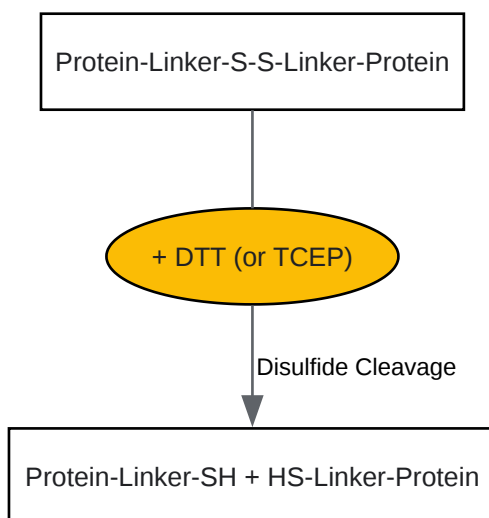 Protein-Linker-S-S-Linker-Protein
+ DTT (or TCEP)
Disulfide Cleavage
Protein-Linker-SH + HS-Linker-Protein